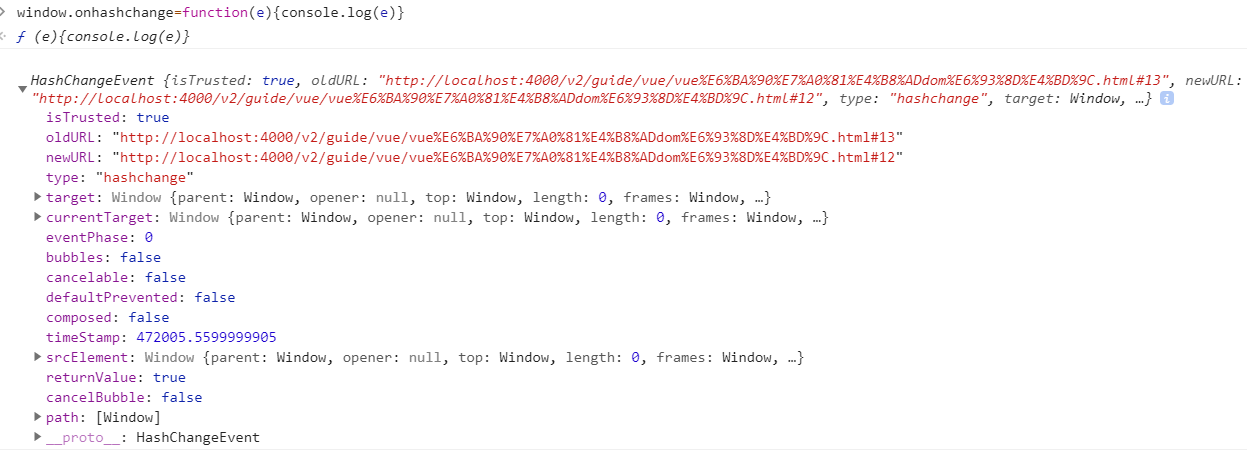 window.onhashchange=function(e){console.log(e)}
ƒ (e){console.log(e)}
HashChangeEvent {isTrusted: true, oldURL: "http://localhost:4000/v2/guide/vue/vue%E6%BA%90%E7%A0%81%E4%B8%ADdom%E6%93%8D%E4%BD%9C.html#13", newURL:
"http://localhost:4000/v2/guide/vue/vue%E6%BA%90%E7%A0%81%E4%B8%ADdom%E6%93%8D%E4%BD%9C.html#12", type: "hashchange", target: Window, …} i
isTrusted: true
oldURL: "http://localhost:4000/v2/guide/vue/vue%E6%BA%90%E7%A0%81%E4%B8%ADdom%E6%93%8D%E4%BD%9C.html#13"
newURL: "http://localhost:4000/v2/guide/vue/vue%E6%BA%90%E7%A0%81%E4%B8%ADdom%E6%93%8D%E4%BD%9C.html#12"
type: "hashchange"
target: Window {parent: Window, opener: null, top: Window, length: 0, frames: Window, …}
currentTarget: Window {parent: Window, opener: null, top: Window, length: 0, frames: Window, …}
eventPhase: 0
bubbles: false
cancelable: false
defaultPrevented: false
composed: false
timeStamp: 472005.5599999905
srcElement: Window {parent: Window, opener: null, top: Window, length: 0, frames: Window, …}
returnValue: true
cancelBubble: false
path: [Window]
__proto__: HashChangeEvent